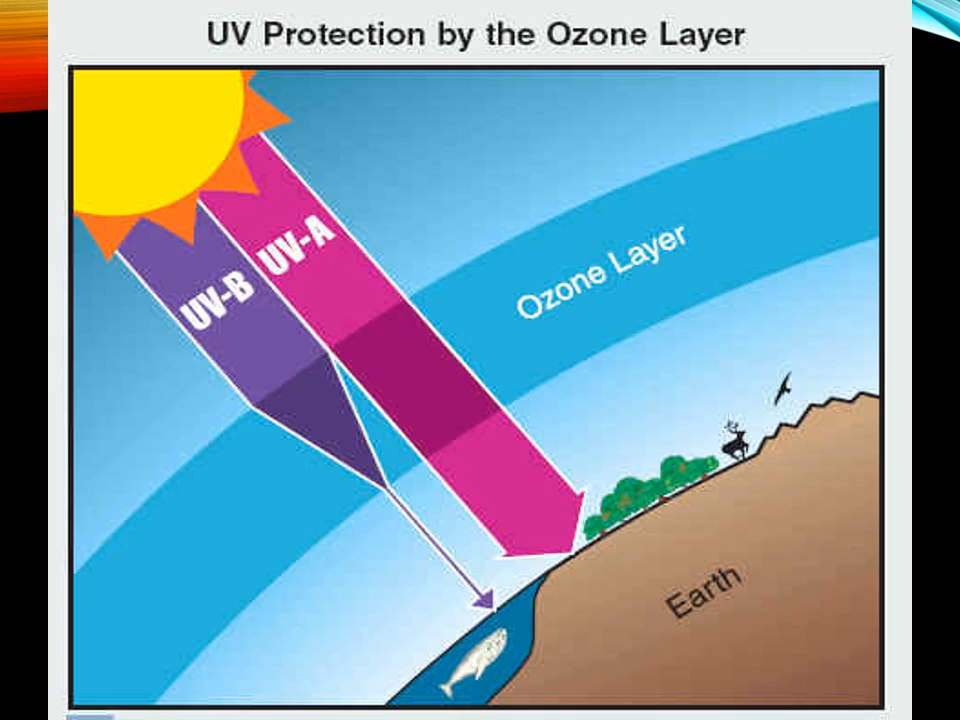 UV Protection by the Ozone Layer
UV-B
UV-A
Ozone Layer
Earth